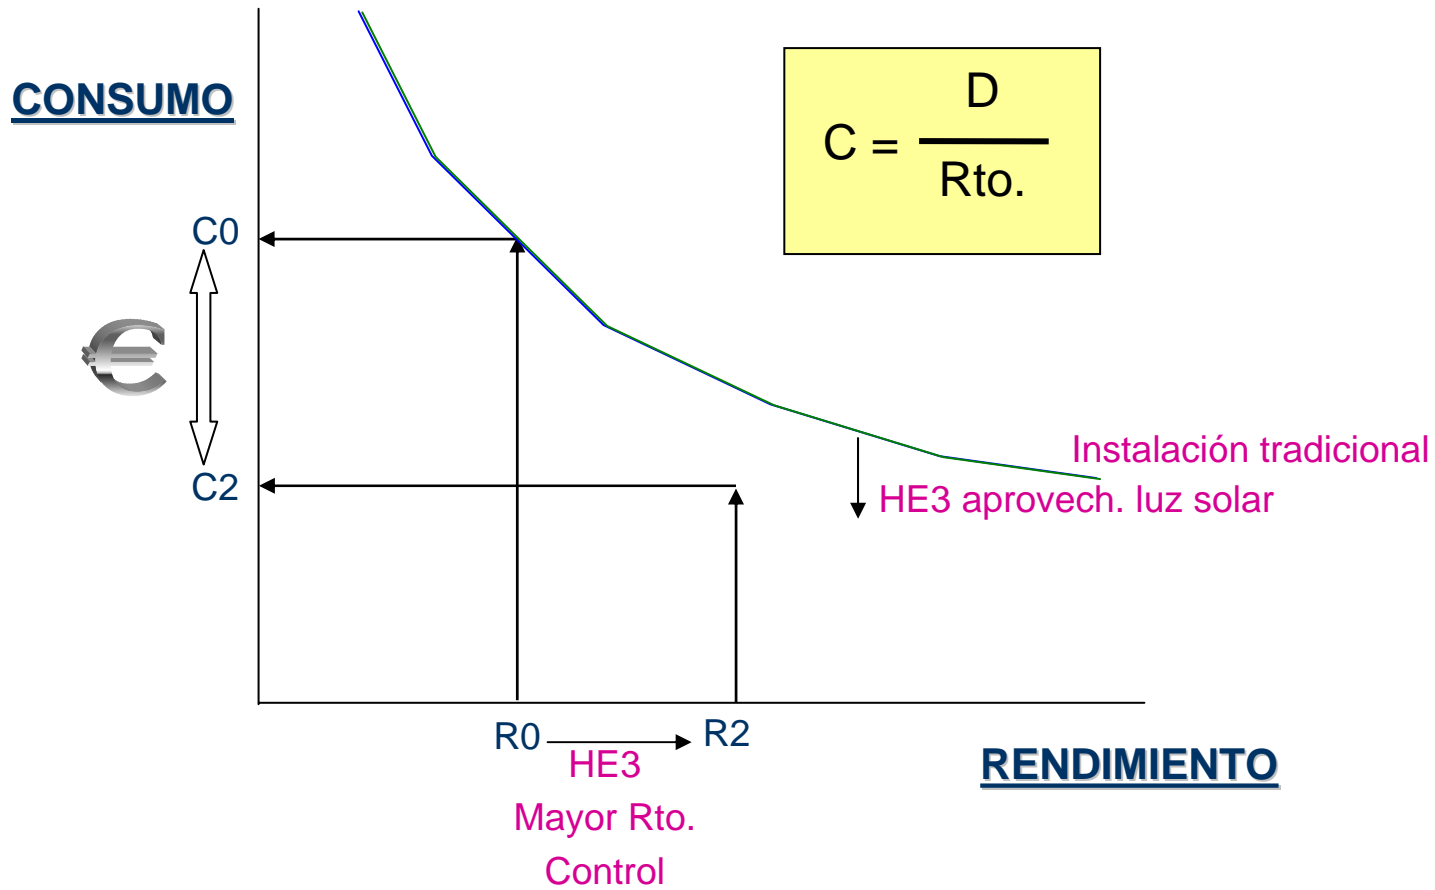 CONSUMO
D
C =
Rto.
C0
€
C2
Instalación tradicional
HE3 aprovech. luz solar
R0
R2
HE3
Mayor Rto.
Control
RENDIMIENTO